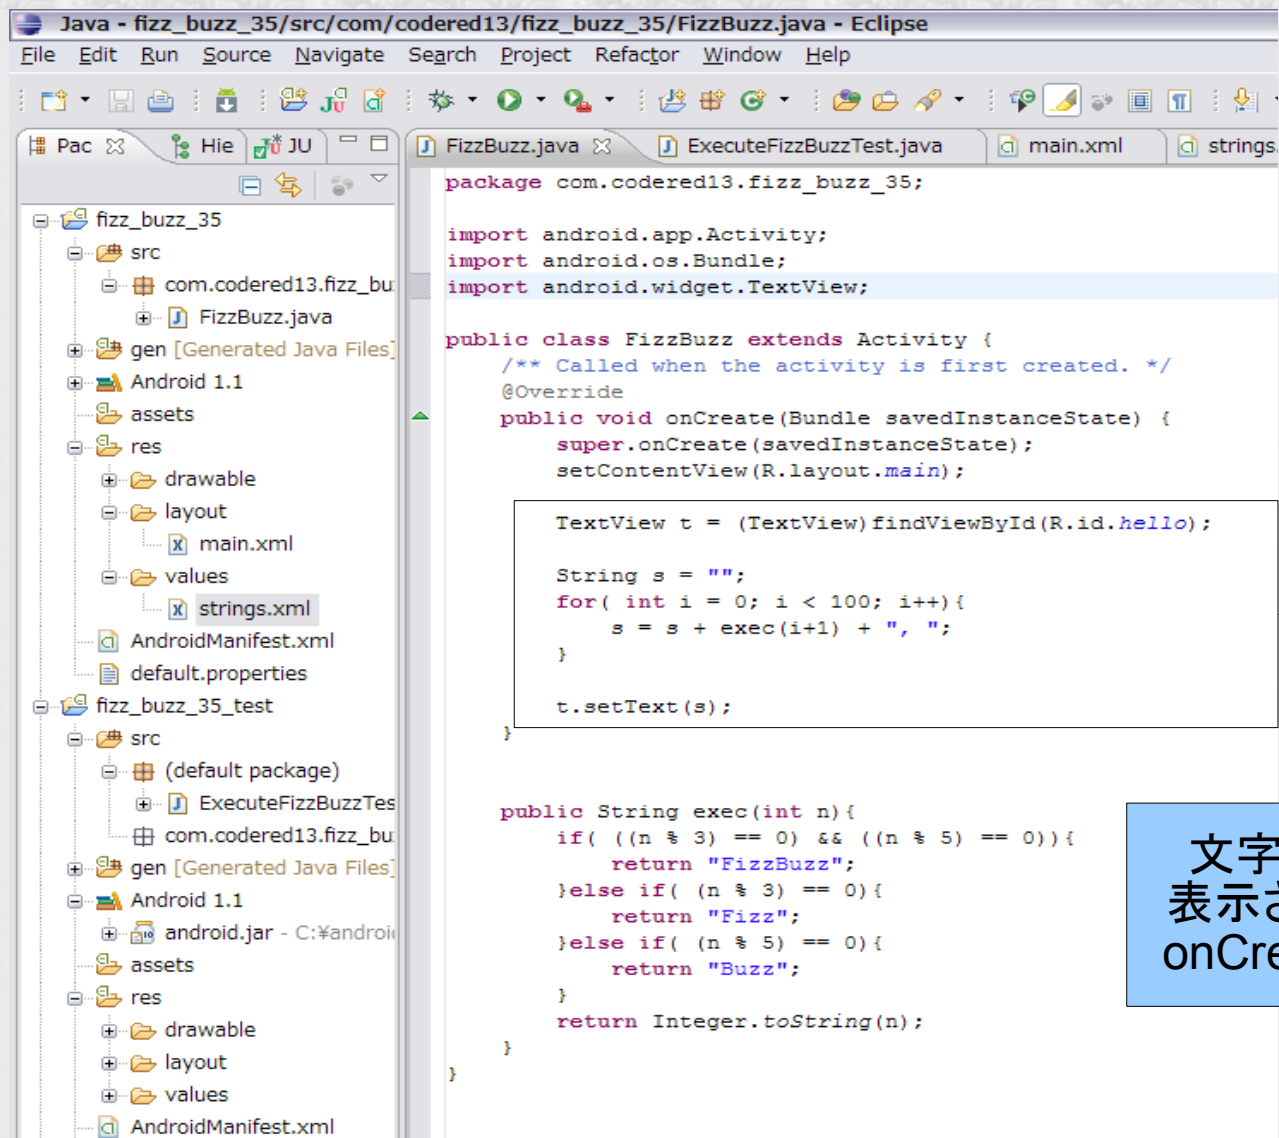 Java - fizz_buzz_35/src/com/codered13/fizz_buzz_35/FizzBuzz.java - Eclipse
File Edit Run Source Navigate Search Project Refactor Window Help
Pac Hie JU
FizzBuzz.java ExecuteFizzBuzzTest.java main.xml strings.
fizz_buzz_35
src
com.codered13.fizz_bu
FizzBuzz.java
gen [Generated Java Files]
Android 1.1
assets
res
drawable
layout
main.xml
values
strings.xml
AndroidManifest.xml
default.properties
fizz_buzz_35_test
src
(default package)
ExecuteFizzBuzzTes
com.codered13.fizz_bu
gen [Generated Java Files]
Android 1.1
android.jar - C:¥androi
assets
res
drawable
layout
values
AndroidManifest.xml
package com.codered13.fizz_buzz_35;
import android.app.Activity;
import android.os.Bundle;
import android.widget.TextView;
public class FizzBuzz extends Activity {
/** Called when the activity is first created. */
@Override
public void onCreate(Bundle savedInstanceState) {
super.onCreate(savedInstanceState);
setContentView(R.layout.main);
TextView t = (TextView)findViewById(R.id.hello);
String s = "";
for( int i = 0; i < 100; i++){
s = s + exec(i+1) + ", ";
}
t.setText(s);
}
public String exec(int n){
if( ((n % 3) == 0) && ((n % 5) == 0)){
return "FizzBuzz";
}else if( (n % 3) == 0){
return "Fizz";
}else if( (n % 5) == 0){
return "Buzz";
}
return Integer.toString(n);
}
}
文字
表示さ
onCre